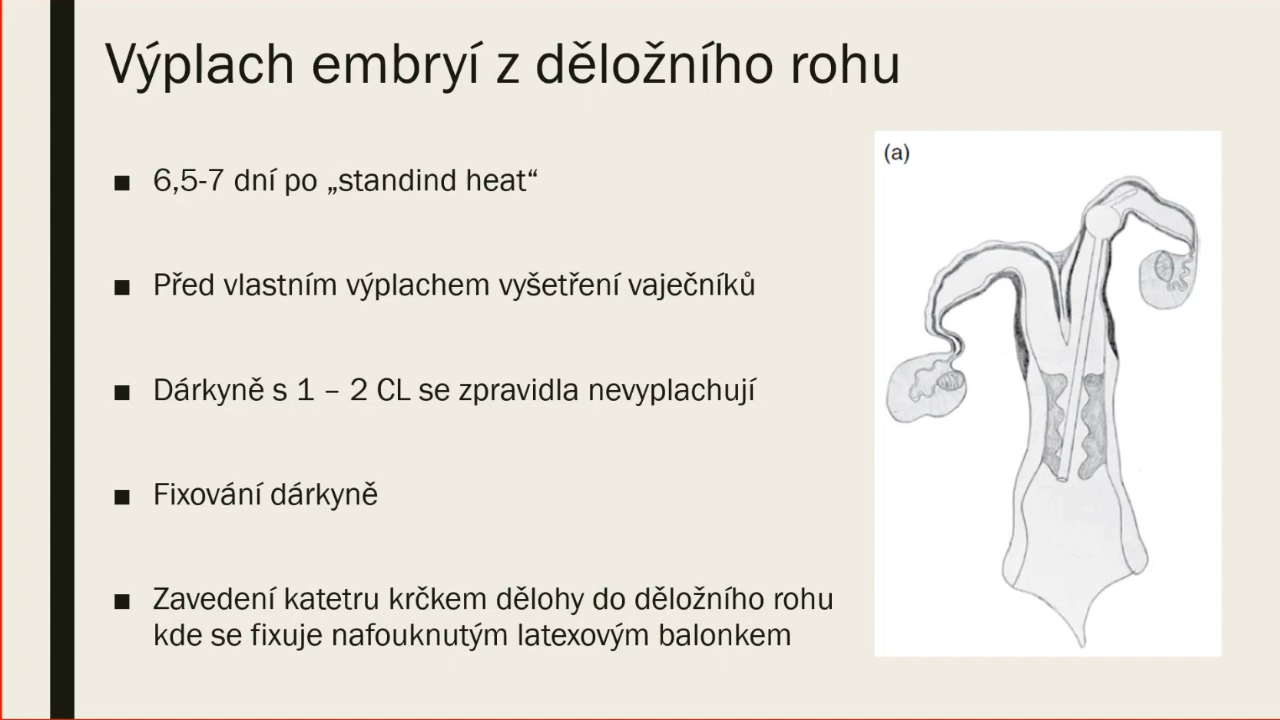 Výplach embryí z děložního rohu
■ 6,5-7 dní po „standind heat“
■ Před vlastním výplachem vyšetření vaječníků
■ Dárkyně s 1 – 2 CL se zpravidla nevyplachují
■ Fixování dárkyně
■ Zavedení katetru krčkem dělohy do děložního rohu
kde se fixuje nafouknutým latexovým balonkem
(a)